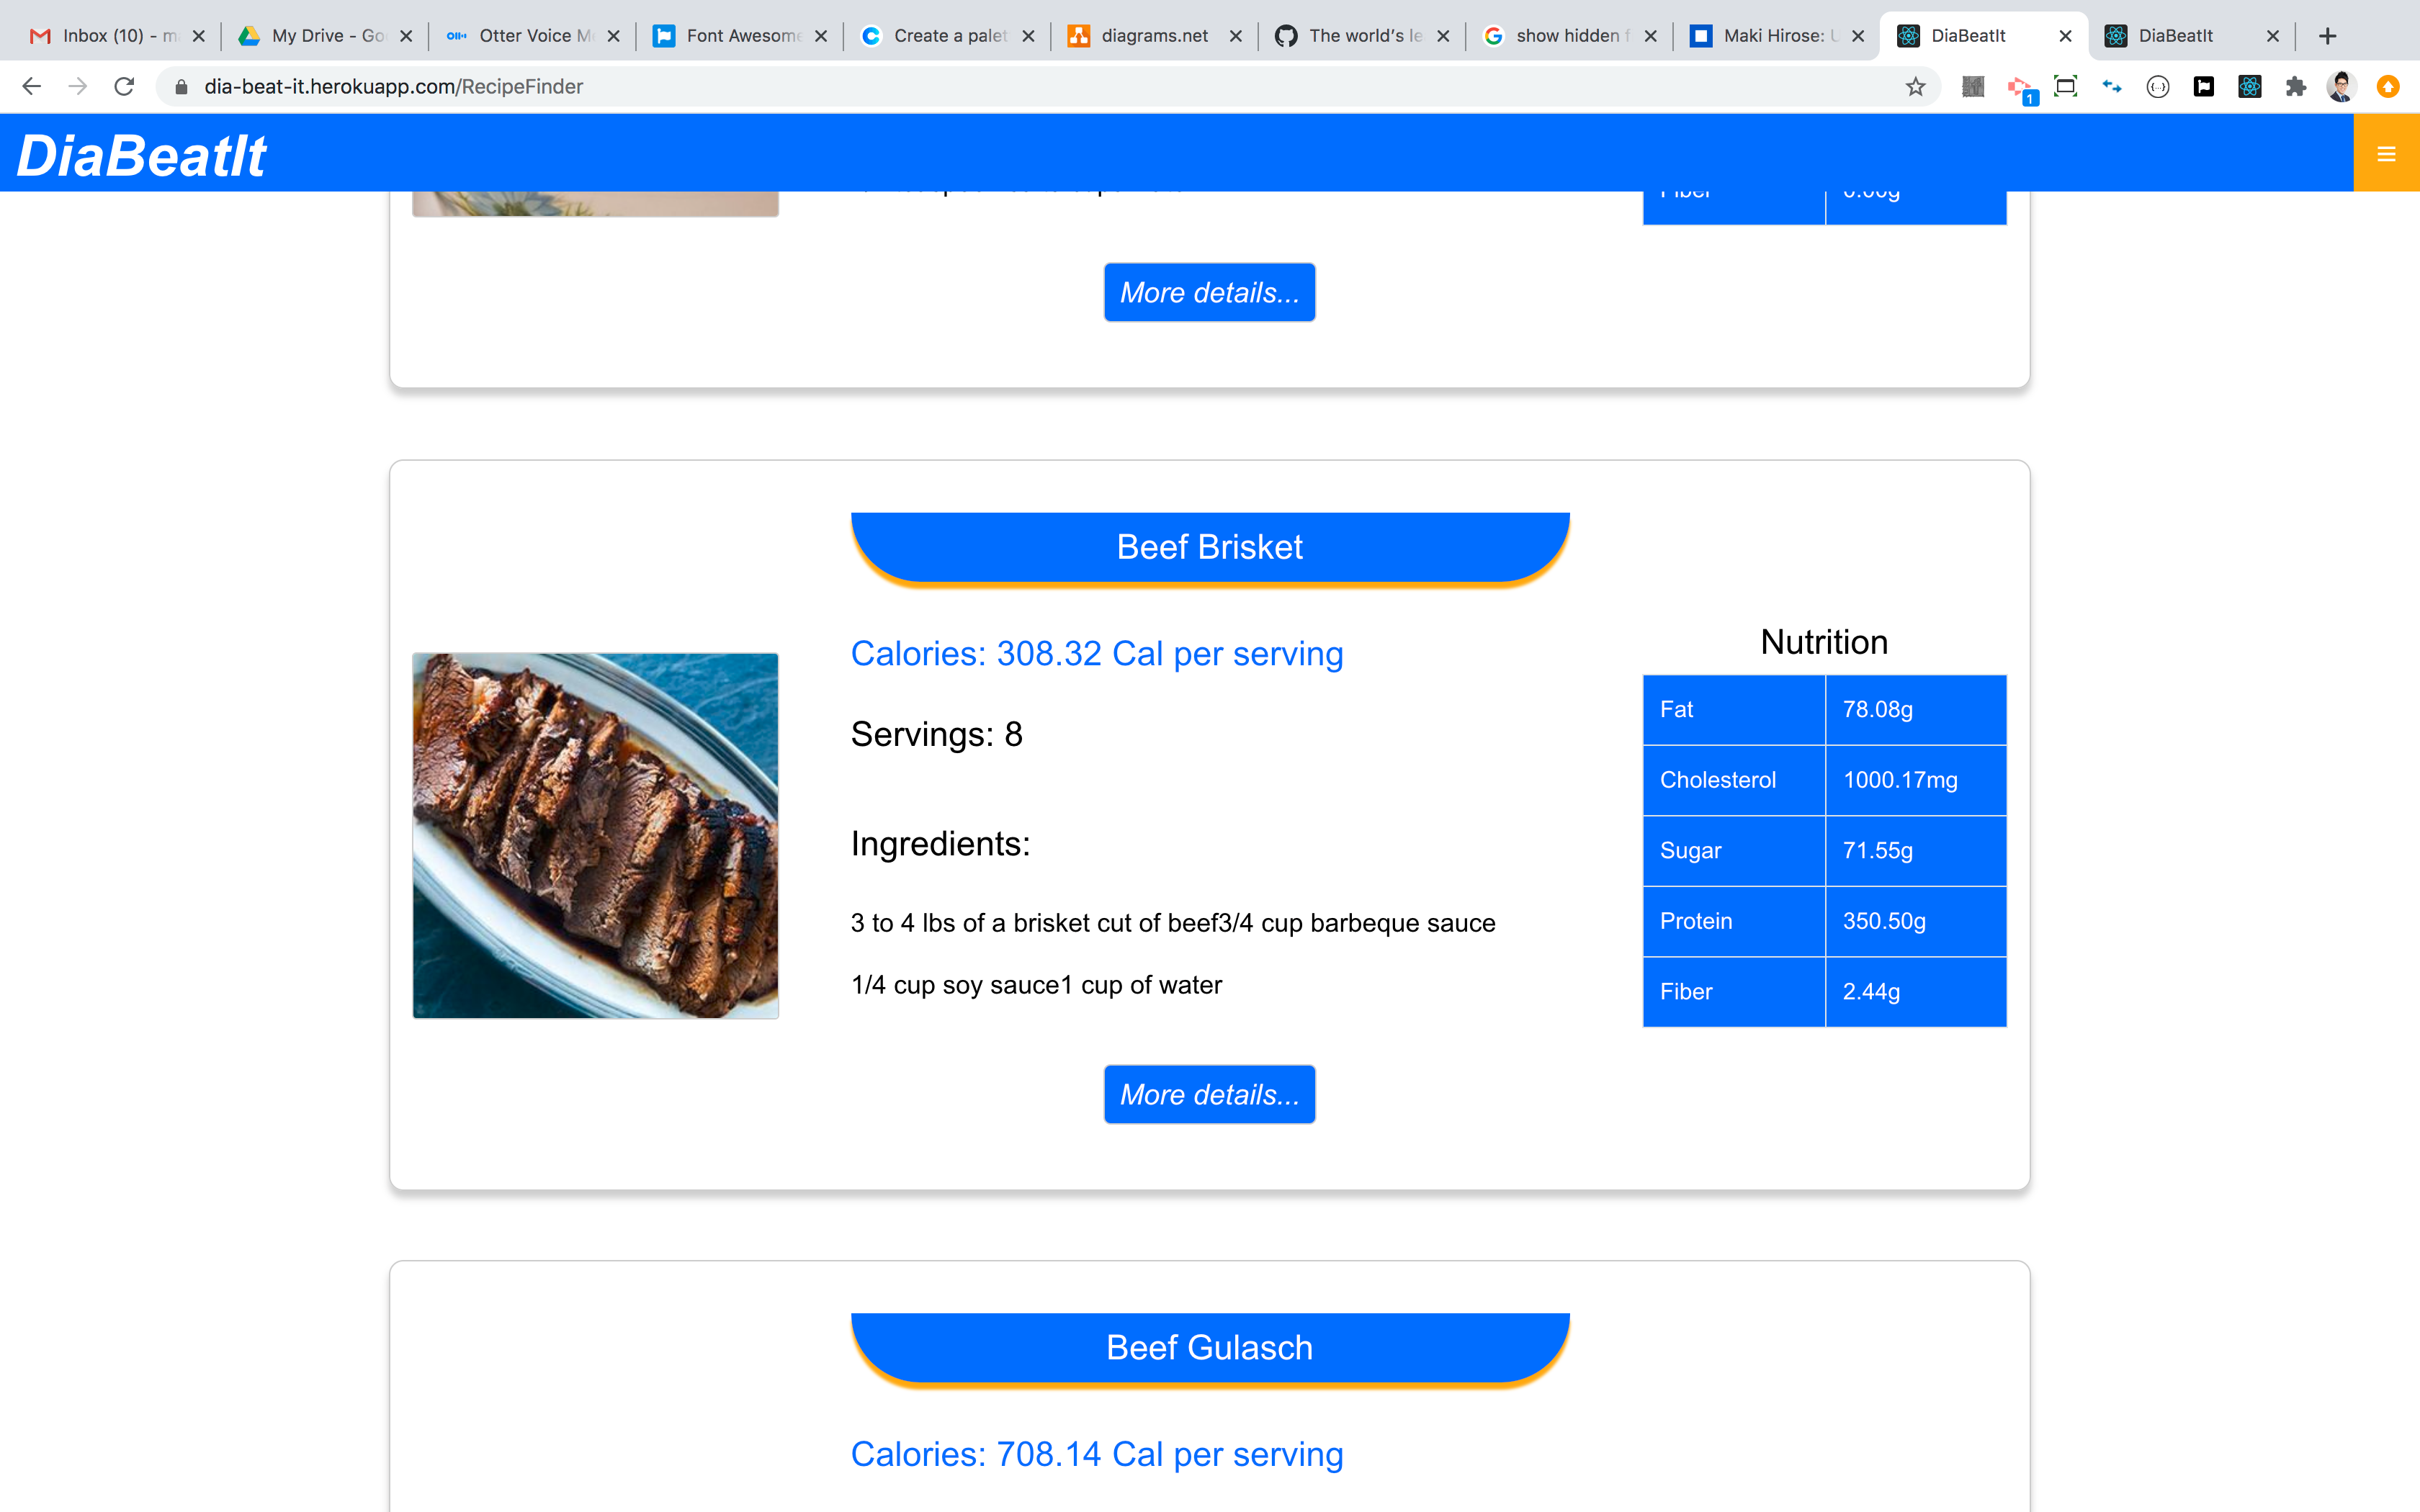 Inbox (10) - m
My Drive - Go
Otter Voice M
Font Awesome
Create a palet
diagrams.net
The world's le
show hidden f
Maki Hirose: U
DiaBeatIt
DiaBeatIt
dia-beat-it.herokuapp.com/RecipeFinder
1
DiaBeatIt
Fiber
More details...
Beef Brisket
Calories: 308.32 Cal per serving
Servings: 8
Ingredients:
3 to 4 lbs of a brisket cut of beef3/4 cup barbeque sauce
1/4 cup soy sauce1 cup of water
Nutrition
Fat 78.08g
Cholesterol 1000.17mg
Sugar 71.55g
Protein 350.50g
Fiber 2.44g
More details...
Beef Gulasch
Calories: 708.14 Cal per serving